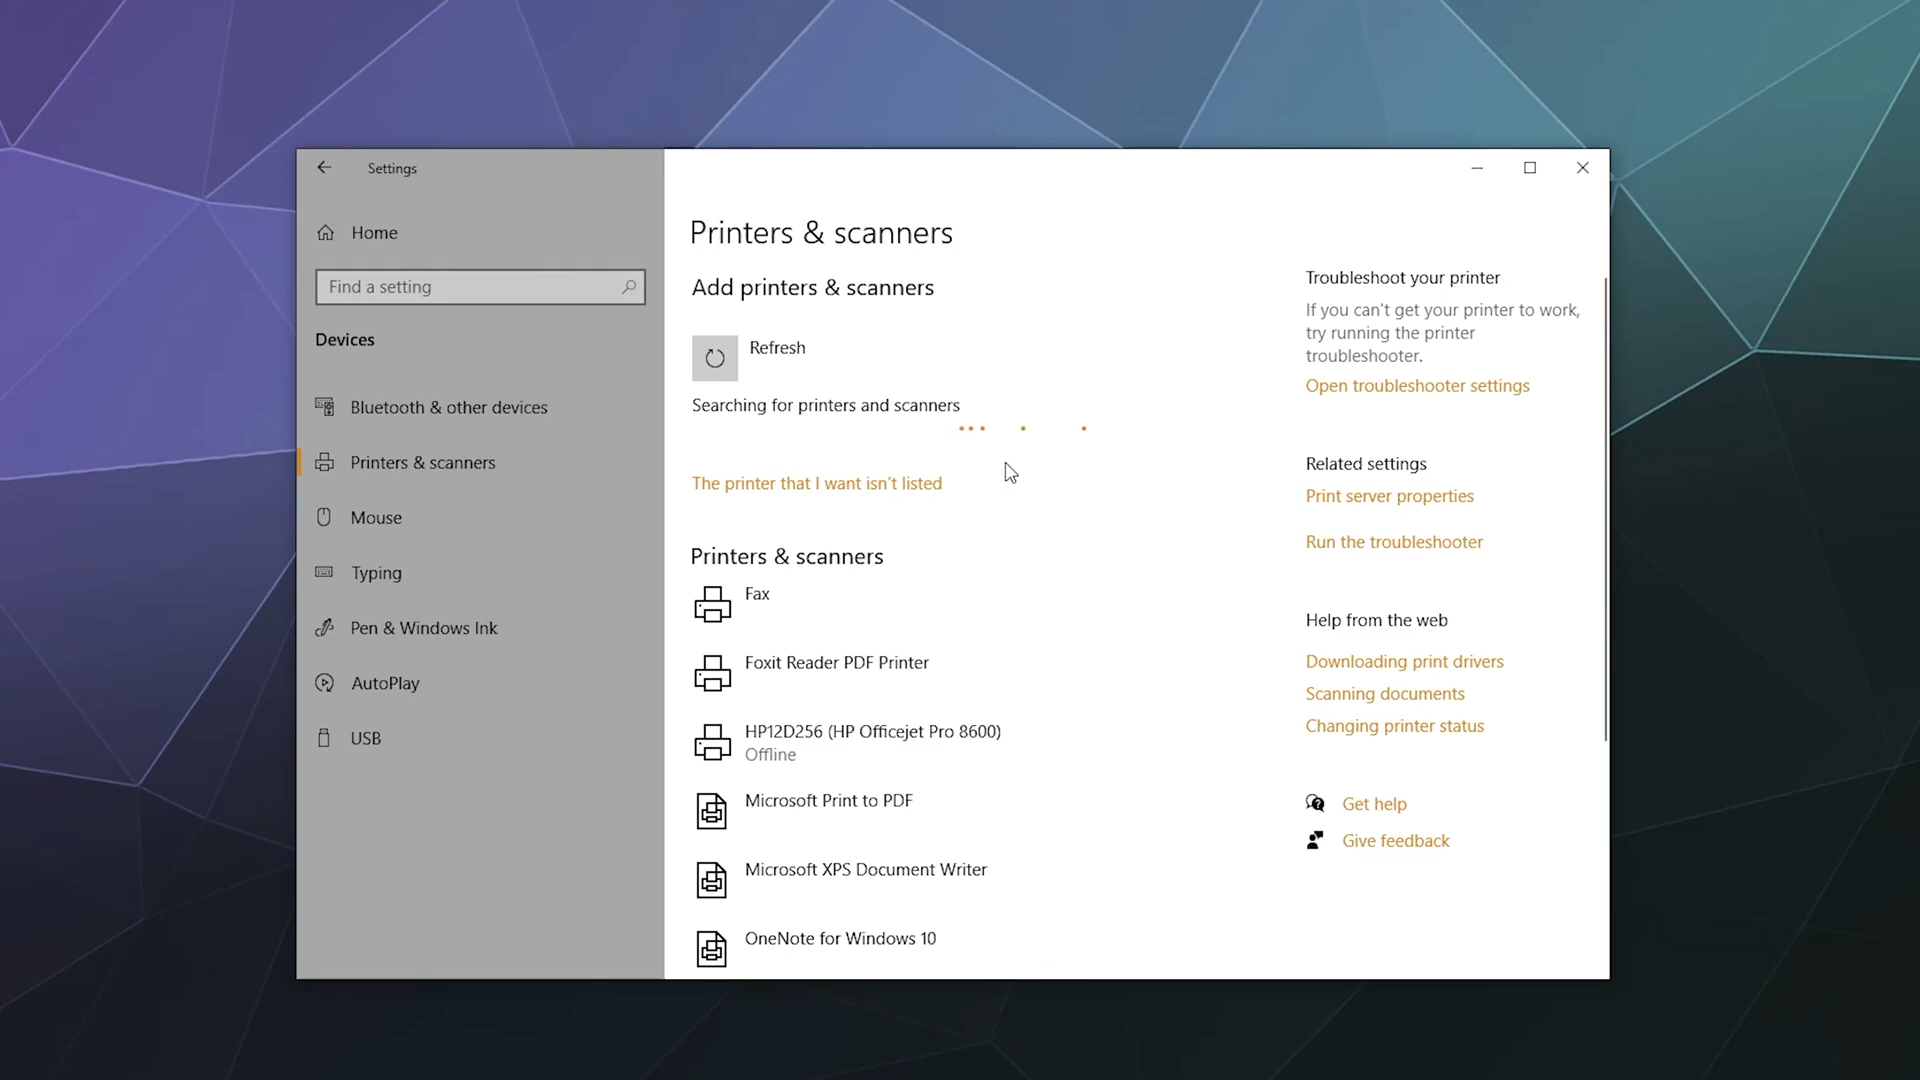 Settings
Home
Find a setting
Devices
Bluetooth & other devices
Printers & scanners
Mouse
Typing
Pen & Windows Ink
AutoPlay
USB
Printers & scanners
Add printers & scanners
Refresh
Searching for printers and scanners
The printer that I want isn't listed
Printers & scanners
Fax
Foxit Reader PDF Printer
HP12D256 (HP Officejet Pro 8600)
Offline
Microsoft Print to PDF
Microsoft XPS Document Writer
OneNote for Windows 10
Troubleshoot your printer
If you can't get your printer to work,
try running the printer
troubleshooter.
Open troubleshooter settings
Related settings
Print server properties
Run the troubleshooter
Help from the web
Downloading print drivers
Scanning documents
Changing printer status
Get help
Give feedback